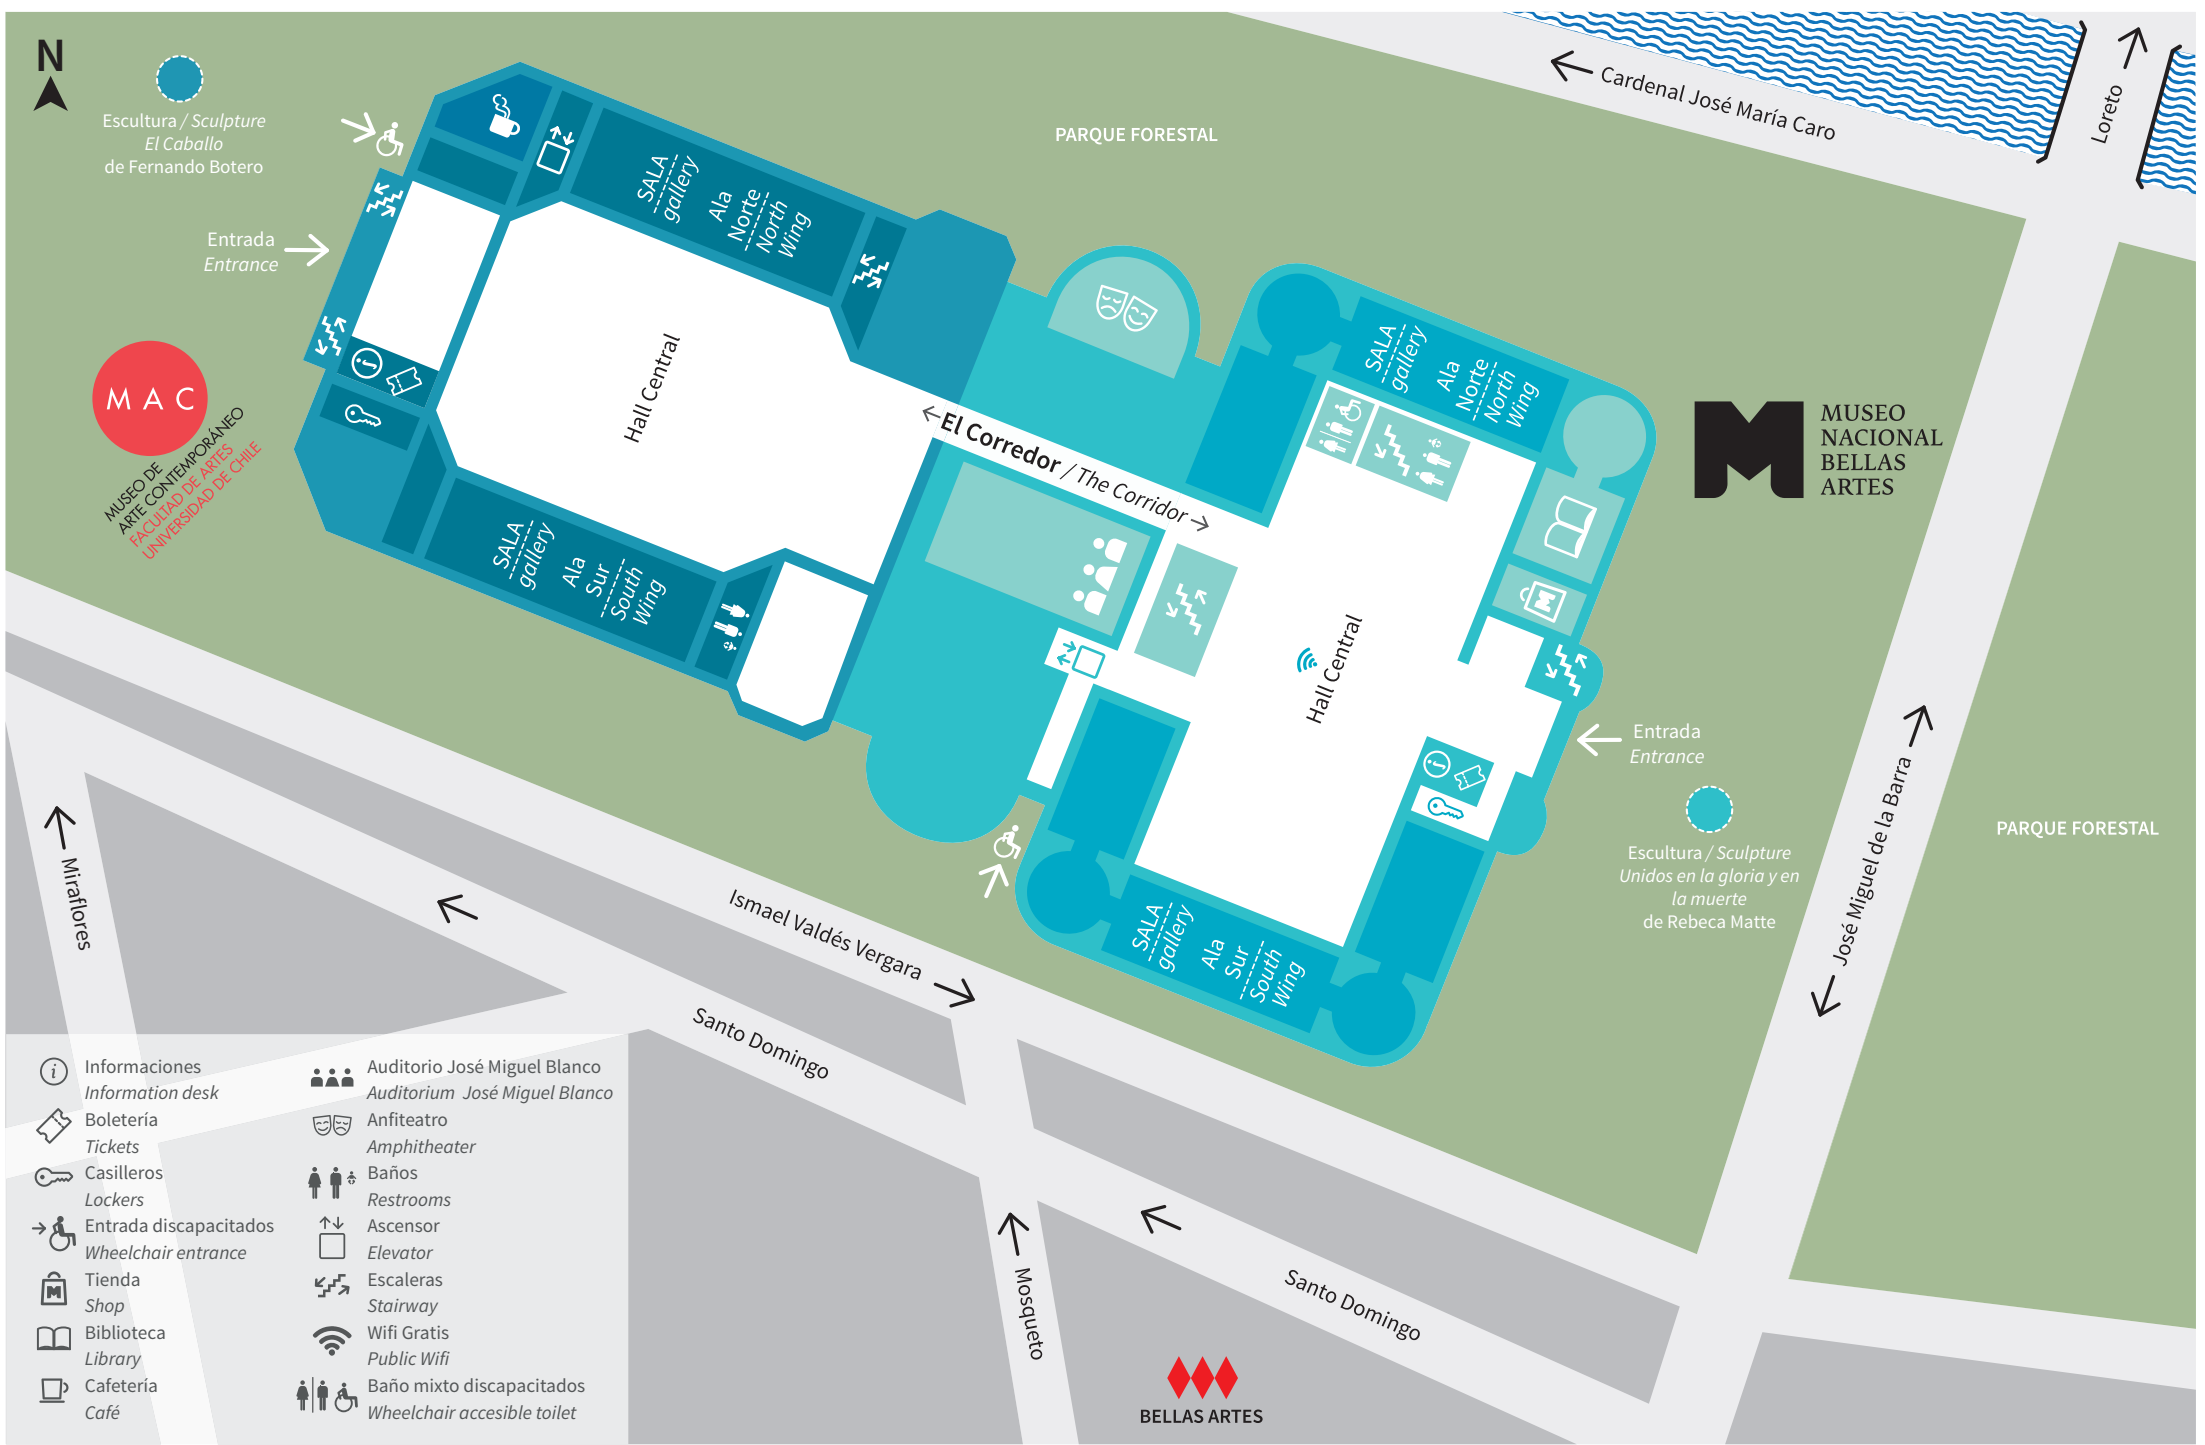 N
Escultura / Sculpture
El Caballo
de Fernando Botero
Entrada
Entrance
MAC
MUSEO DE
ARTE CONTEMPORÁNEO
FACULTAD DE ARTES
UNIVERSIDAD DE CHILE
SALA
gallery
Ala
Norte
North
Wing
Hall Central
SALA
gallery
Ala
Sur
South
Wing
PARQUE FORESTAL
← Cardenal José María Caro
Loreto →
←El Corredor / The Corridor→
SALA
gallery
Ala
Norte
North
Wing
Hall Central
SALA
gallery
Ala
Sur
South
Wing
MUSEO
NACIONAL
BELLAS
ARTES
Entrada
Entrance
Escultura / Sculpture
Unidos en la gloria y en
la muerte
de Rebeca Matte
← José Miguel de la Barra →
PARQUE FORESTAL
Miraflores
Ismael Valdés Vergara →
Santo Domingo
Mosqueto
Santo Domingo
BELLAS ARTES
i Informaciones
Information desk
Boletería
Tickets
Casilleros
Lockers
Entrada discapacitados
Wheelchair entrance
Tienda
Shop
Biblioteca
Library
Cafetería
Café
Auditorio José Miguel Blanco
Auditorium José Miguel Blanco
Anfiteatro
Amphitheater
Baños
Restrooms
Ascensor
Elevator
Escaleras
Stairway
Wifi Gratis
Public Wifi
Baño mixto discapacitados
Wheelchair accesible toilet